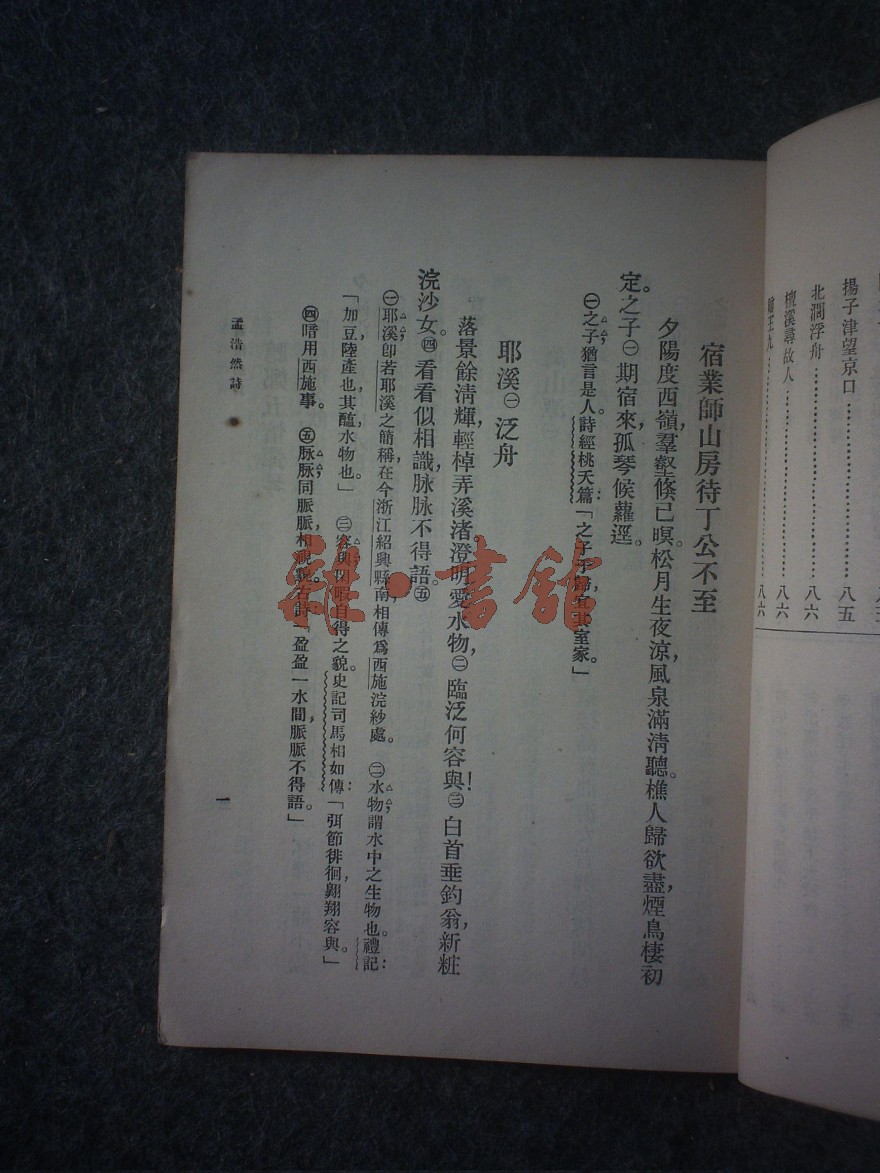 宿業師山房待丁公不至
夕陽度西嶺，羣壑倏已暝。松月生夜涼，風泉滿清聽。樵人歸欲盡，煙鳥棲初
定。之子㊀期宿來，孤琴候蘿逕。
㊀之子猶言是人，詩經桃夭篇：「之子于歸，宜其室家。」
耶溪㊀泛舟
落景餘清輝，輕棹弄溪渚。澄明愛水物，㊁臨泛何容與！㊂白首垂釣翁，新粧
浣沙女。㊃看看似相識，脉脉不得語。㊄
㊀耶溪，卽若耶溪之簡稱，在今浙江紹興縣南，相傳爲西施浣紗處。㊁水物，謂水中之生物也。禮記：
「加豆陸產也，其醢水物也。」㊂容與，閒暇自得之貌。史記司馬相如傳：「弭節徘徊，翺翔容與。」
㊃暗用西施事。㊄脉脉，同脈脈，相視貌。古詩「盈盈一水間，脈脈不得語。」
孟浩然詩
一
揚子津望京口……八五
北澗浮舟……八六
檀溪尋故人……八六
八六
雜·書館